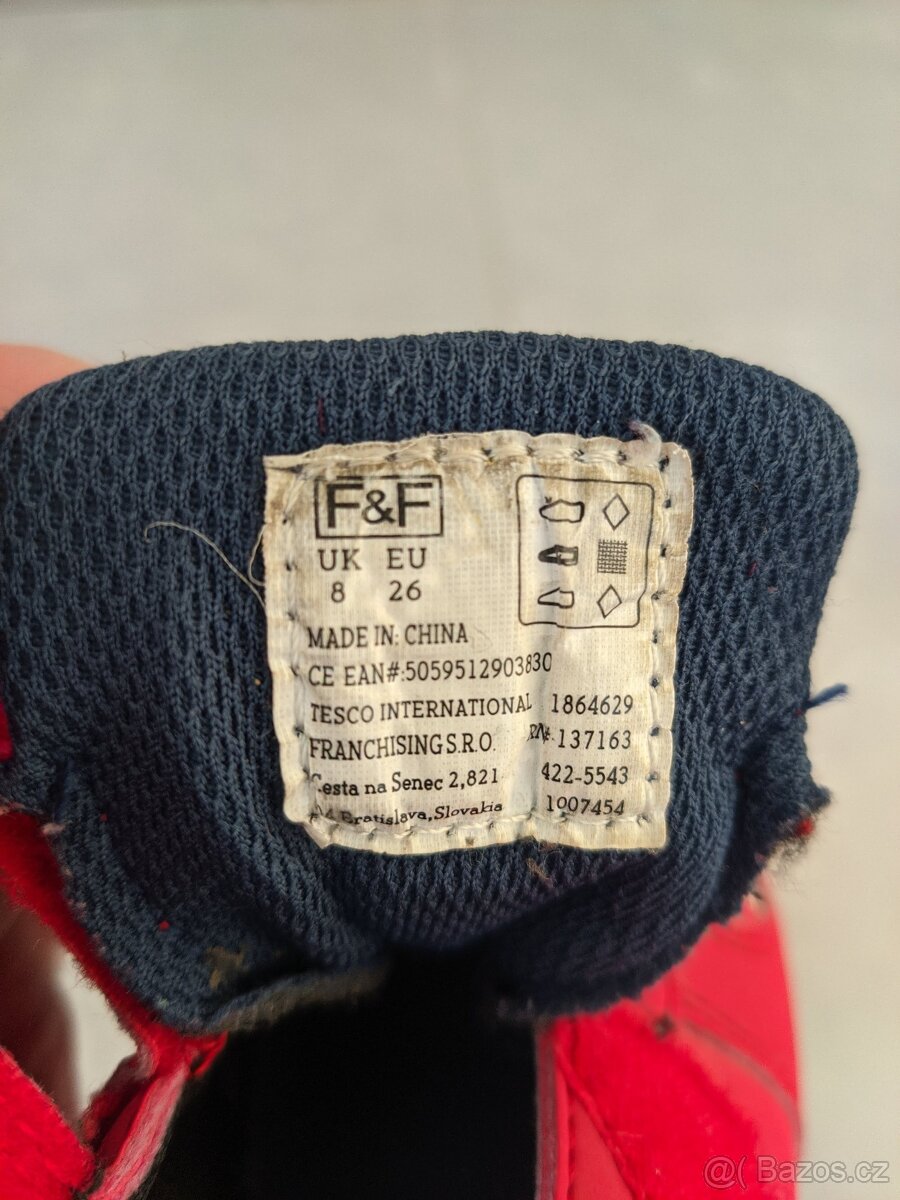 F&F
UK EU
8 26
MADE IN: CHINA
CE EAN#:5059512903830
TESCO INTERNATIONAL 1864629
FRANCHISING S.R.O. RN#: 137163
Cesta na Senec 2,821 422-5543
Bratislava, Slovakia 1007454
@( Bazos.cz